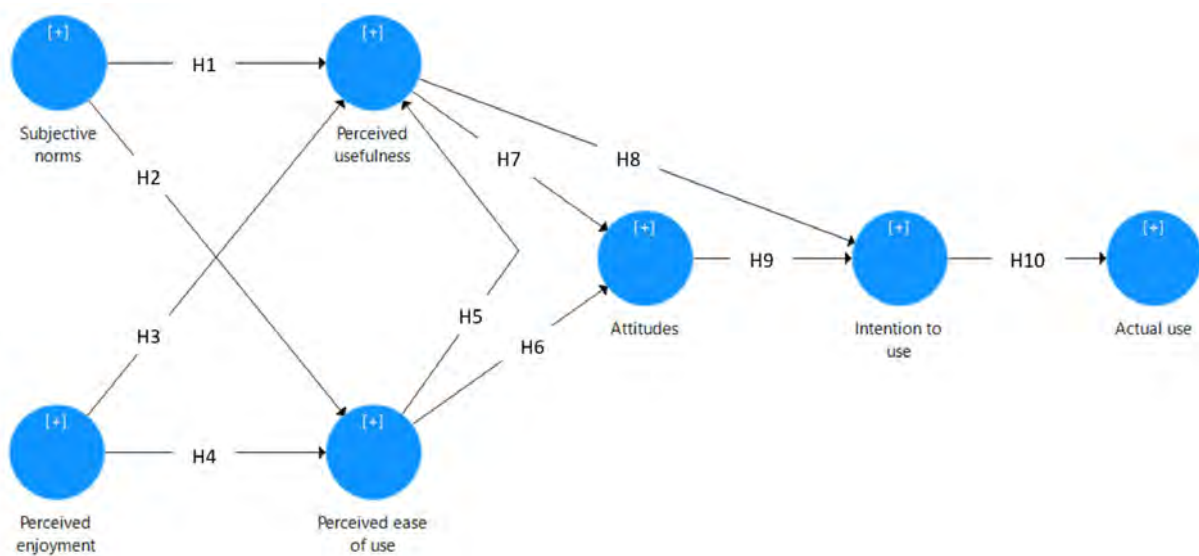 [+]
[+]
H1
Subjective
norms
Perceived
usefulness
H2
H7
H8
[+]
[+]
[+]
H9
H10
H3
H5
Attitudes
Intention to
use
Actual use
H6
[+]
[+]
H4
Perceived
enjoyment
Perceived ease
of use